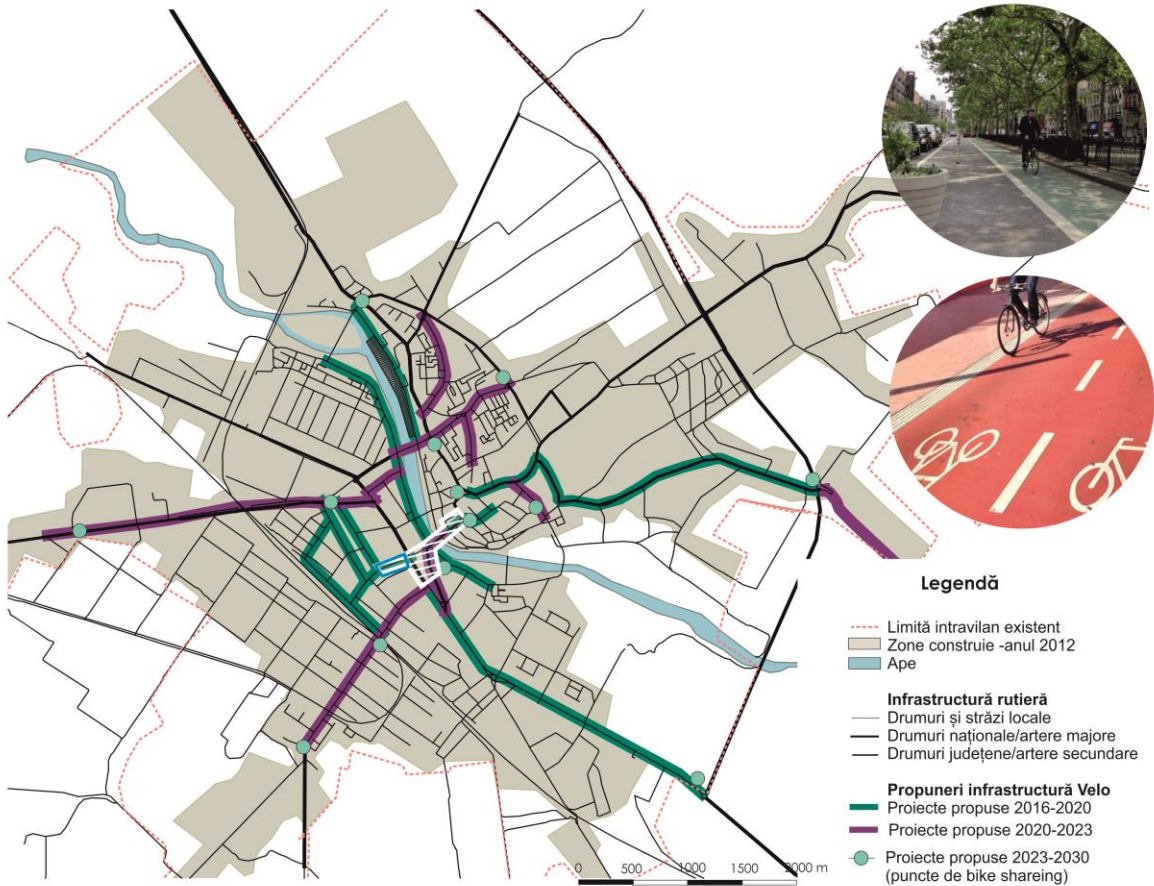 Legendă
Limită intravilan existent
Zone construie -anul 2012
Ape
Infrastructură rutieră
Drumuri și străzi locale
Drumuri naționale/artere majore
Drumuri județene/artere secundare
Propuneri infrastructură Velo
Proiecte propuse 2016-2020
Proiecte propuse 2020-2023
Proiecte propuse 2023-2030
(puncte de bike shareing)
0 500 1000 1500 2000 m